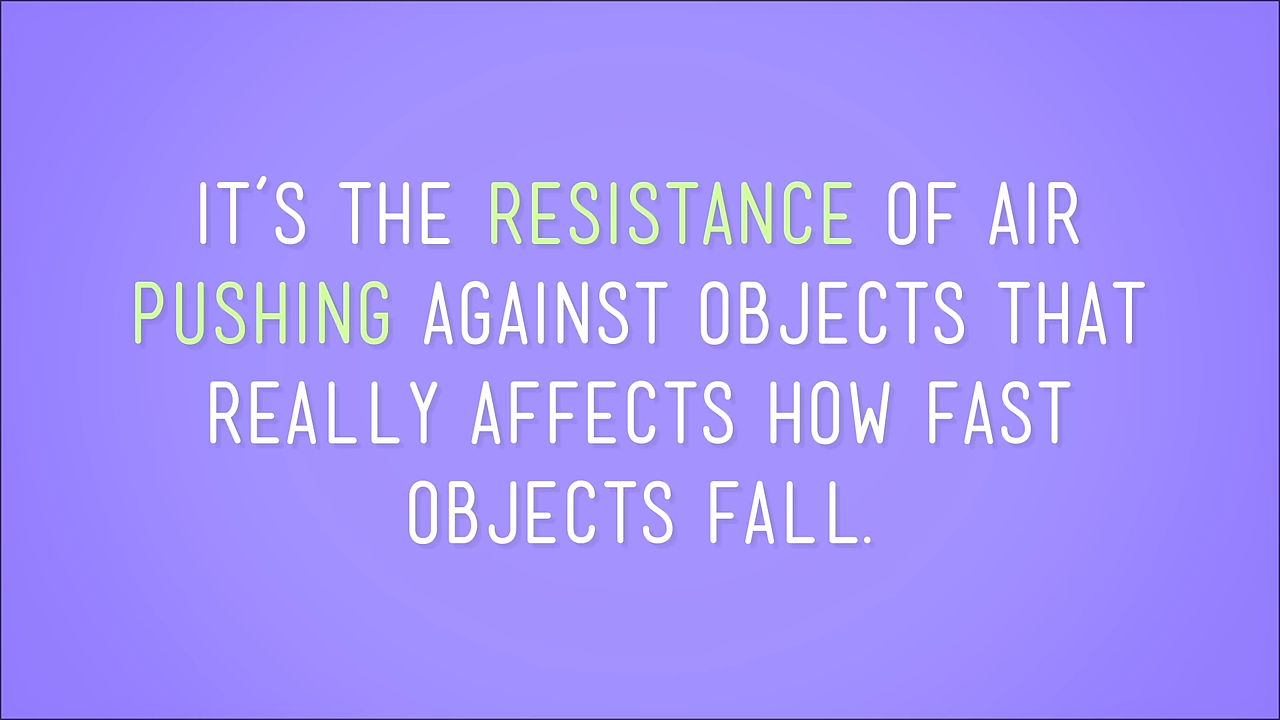 IT'S THE RESISTANCE OF AIR
PUSHING AGAINST OBJECTS THAT
REALLY AFFECTS HOW FAST
OBJECTS FALL.